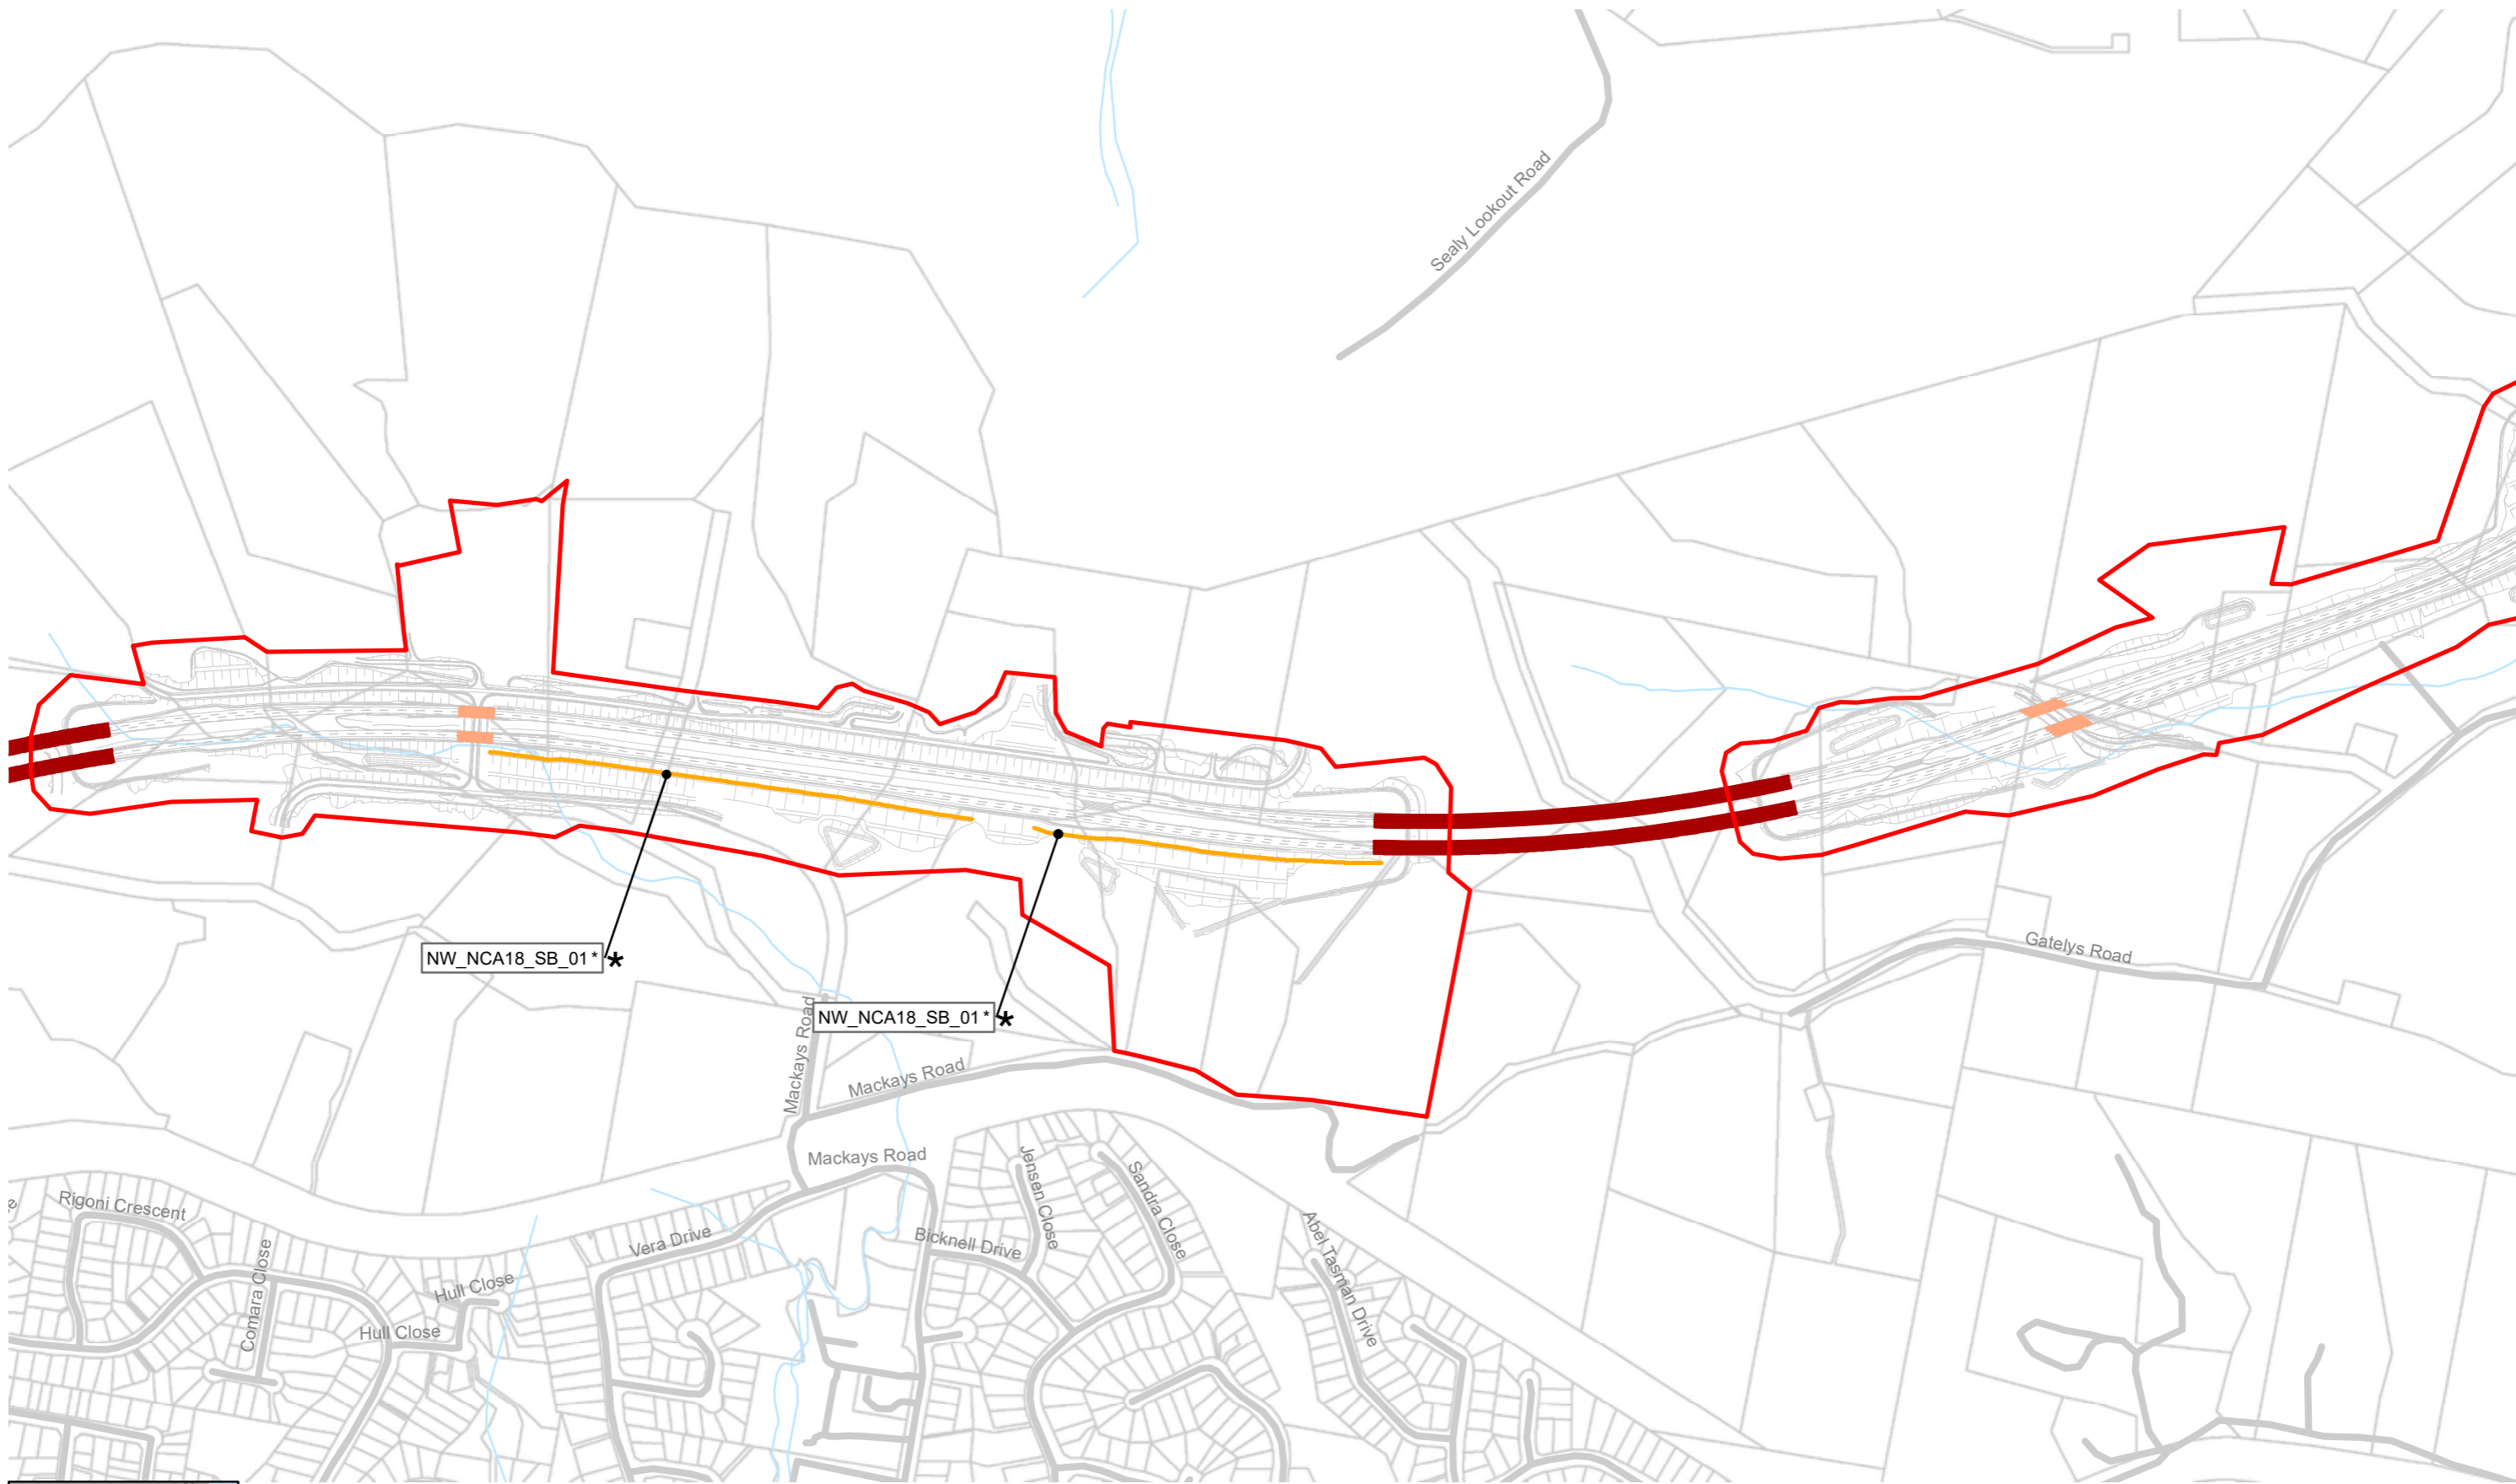 Sealy Lookout Road
Gatelys Road
NW_NCA18_SB_01*
*
NW_NCA18_SB_01*
*
Mackays Road
Mackays Road
Mackays Road
Rigoni Crescent
Comara Close
Hull Close
Hull Close
Vera Drive
Bicknell Drive
Jensen Close
Sandra Close
Abel Tasman Drive